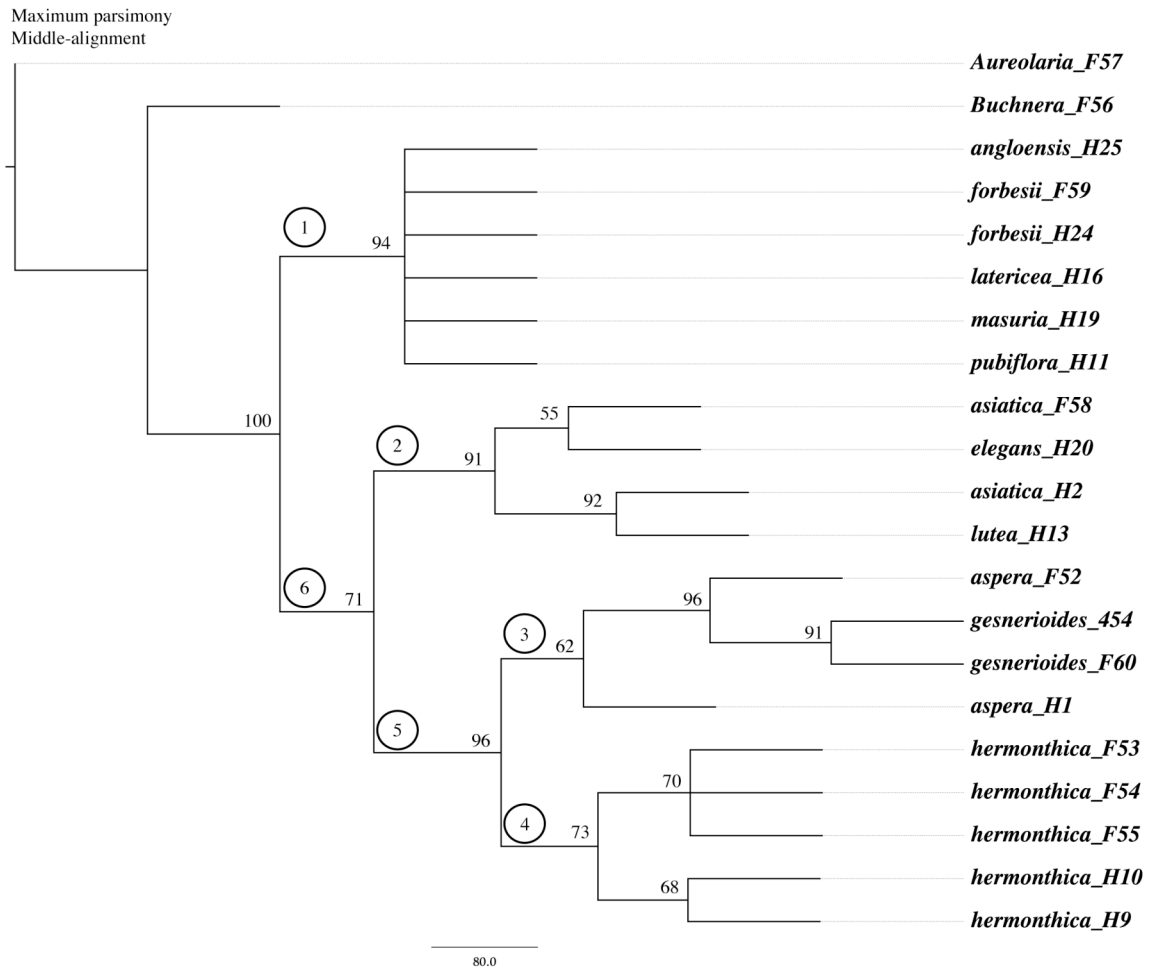 Maximum parsimony
Middle-alignment
Aureolaria_F57
Buchnera_F56
angloensis_H25
forbesii_F59
1
94
forbesii_H24
latericea_H16
masuria_H19
pubiflora_H11
asiatica_F58
55
100
2
elegans_H20
91
asiatica_H2
92
lutea_H13
aspera_F52
6
71
96
gesnerioides_454
3
62
91
gesnerioides_F60
aspera_H1
5
96
hermonthica_F53
70
hermonthica_F54
4
73
hermonthica_F55
hermonthica_H10
68
hermonthica_H9
80.0